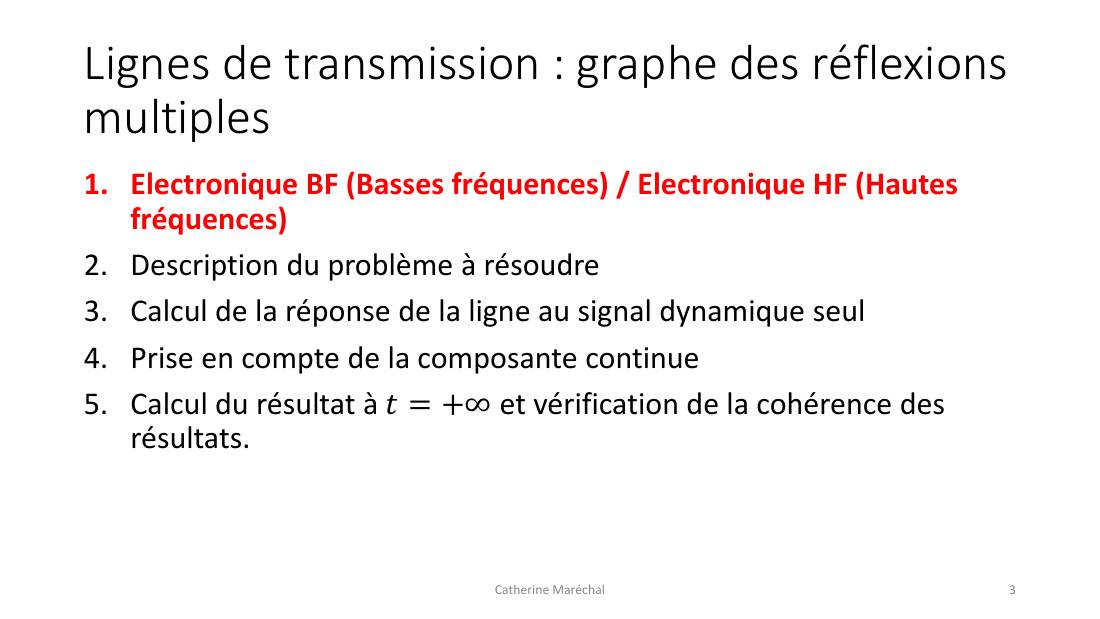 Lignes de transmission : graphe des réflexions
multiples
1. Electronique BF (Basses fréquences) / Electronique HF (Hautes
fréquences)
2. Description du problème à résoudre
3. Calcul de la réponse de la ligne au signal dynamique seul
4. Prise en compte de la composante continue
5. Calcul du résultat à 𝑡 = +∞ et vérification de la cohérence des
résultats.
Catherine Maréchal
3